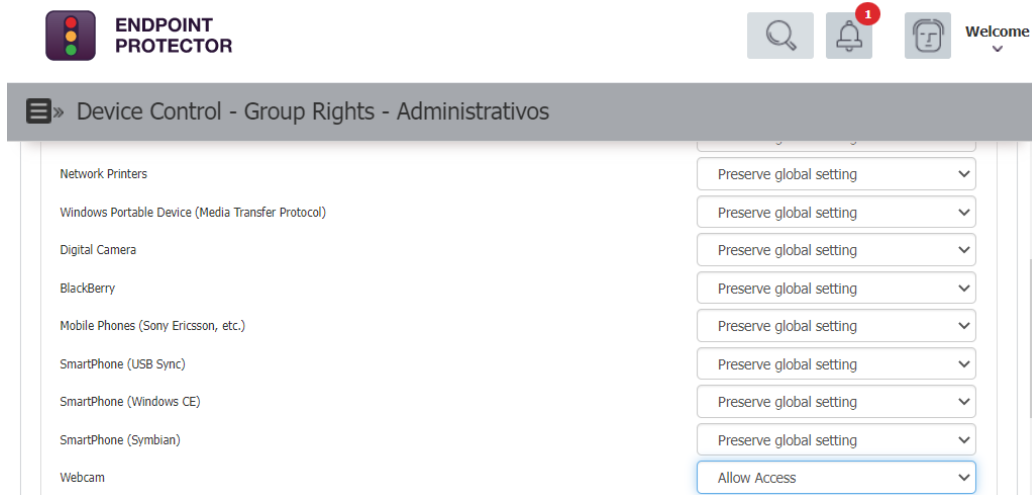 ENDPOINT
PROTECTOR
1
Welcome
» Device Control - Group Rights - Administrativos
Network Printers
Preserve global setting
Windows Portable Device (Media Transfer Protocol)
Preserve global setting
Digital Camera
Preserve global setting
BlackBerry
Preserve global setting
Mobile Phones (Sony Ericsson, etc.)
Preserve global setting
SmartPhone (USB Sync)
Preserve global setting
SmartPhone (Windows CE)
Preserve global setting
SmartPhone (Symbian)
Preserve global setting
Webcam
Allow Access